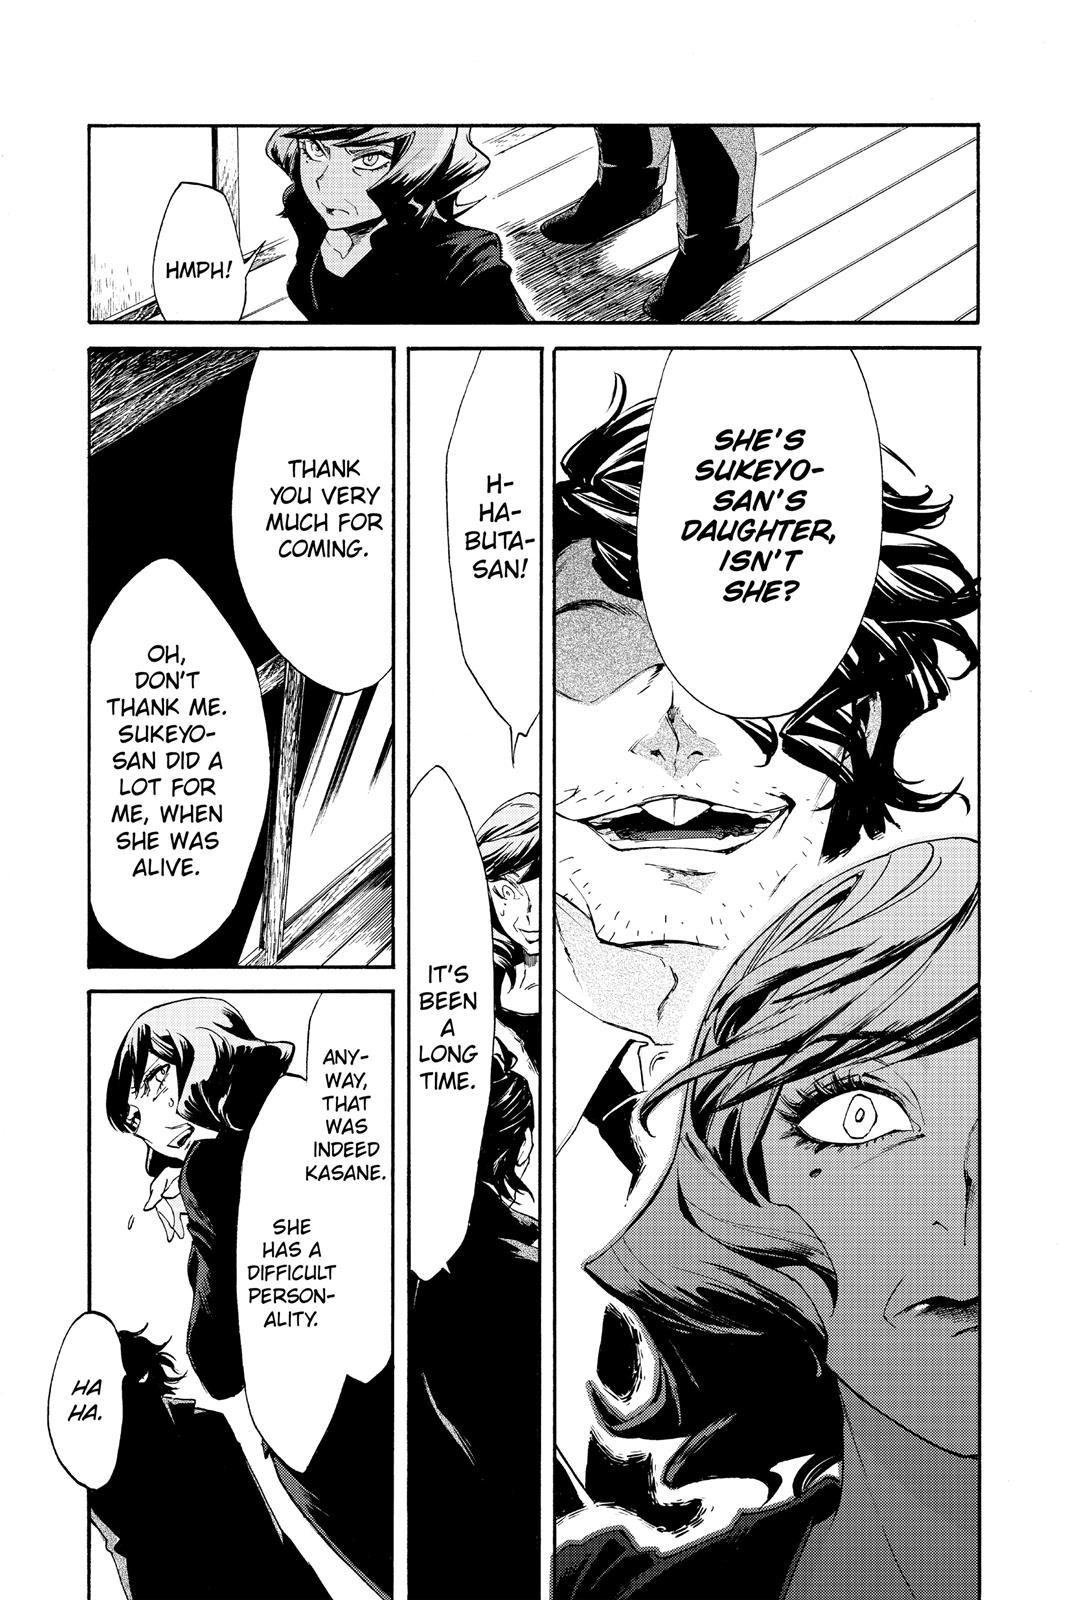 HMPH!
SHE'S
SUKEYO-
SAN'S
DAUGHTER,
ISN'T
SHE?
H-
HA-
BUTA-
SAN!
IT'S
BEEN
A
LONG
TIME.
THANK
YOU VERY
MUCH FOR
COMING.
OH,
DON'T
THANK ME.
SUKEYO-
SAN DID A
LOT FOR
ME, WHEN
SHE WAS
ALIVE.
ANY-
WAY,
THAT
WAS
INDEED
KASANE.
SHE
HAS A
DIFFICULT
PERSON-
ALITY.
HA
HA.